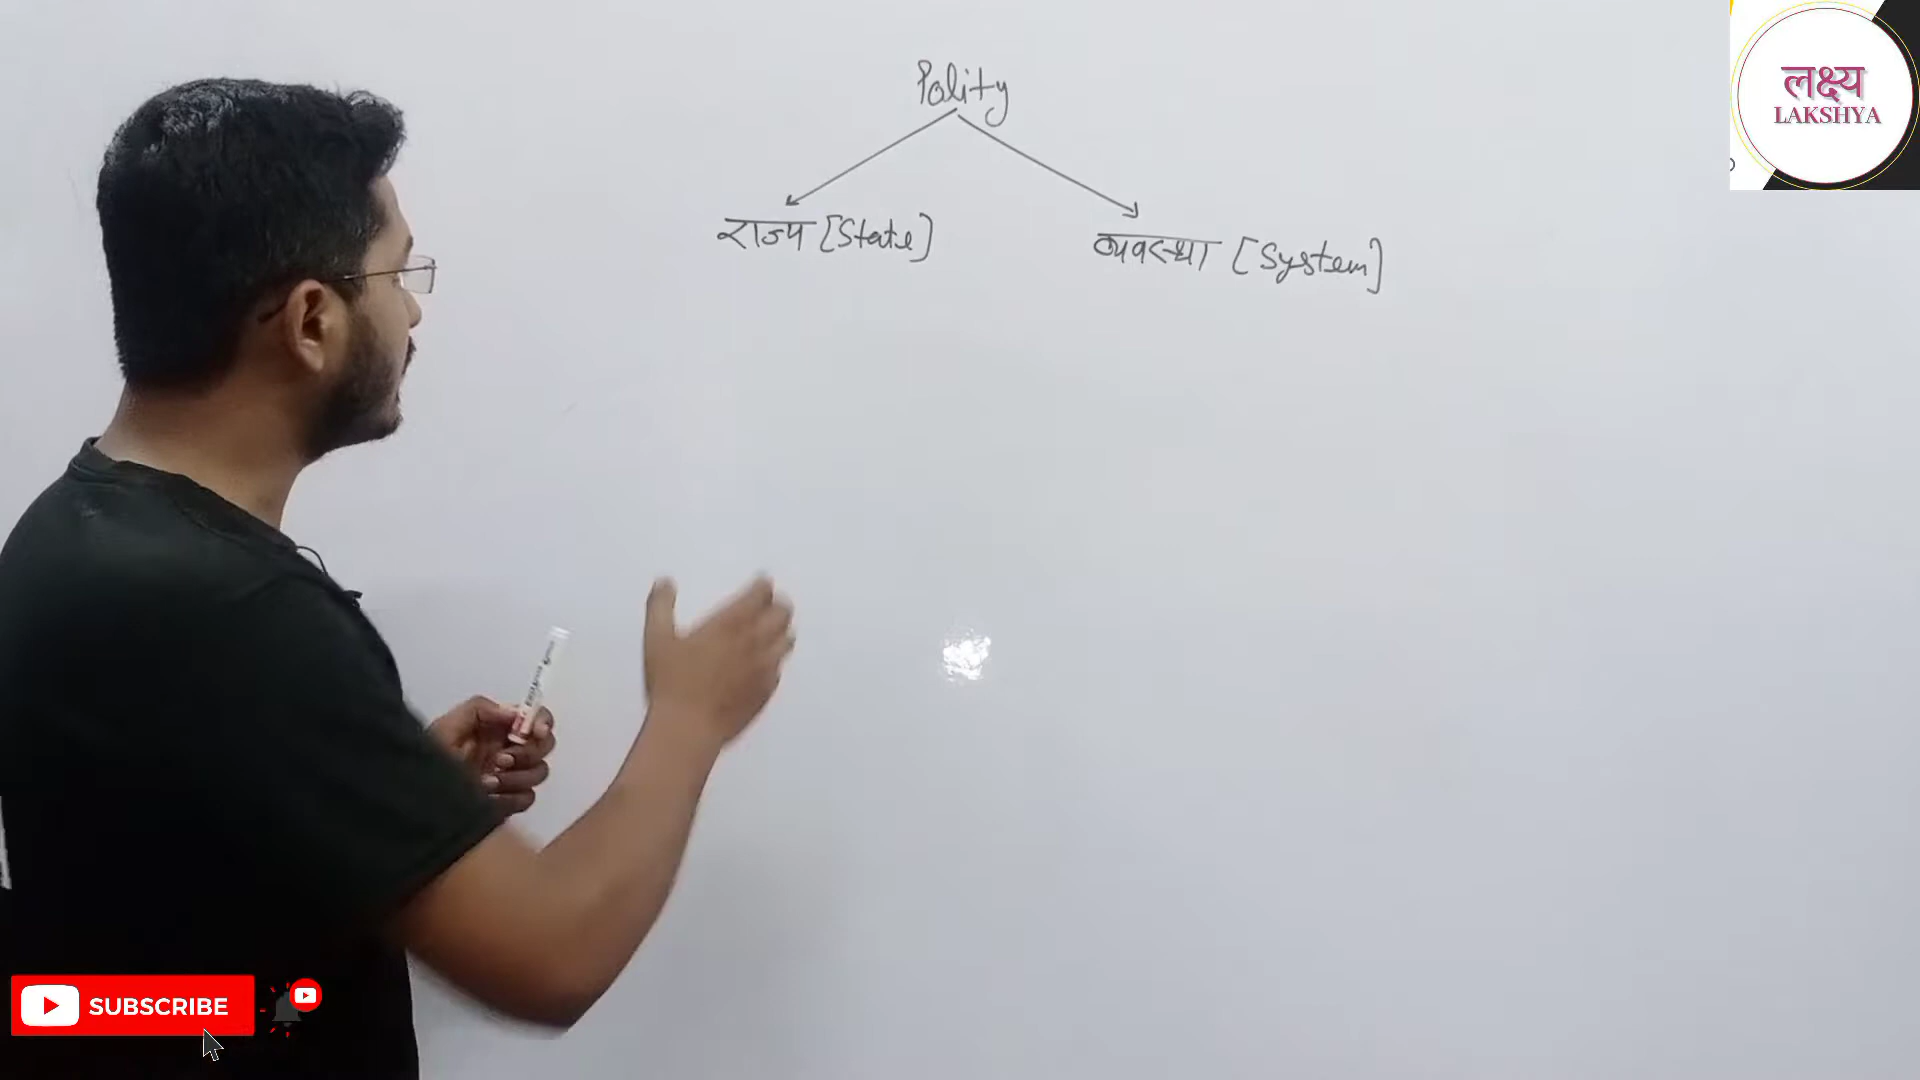 Polity
राज्य [State]
व्यवस्था [System]
लक्ष्य
LAKSHYA
SUBSCRIBE